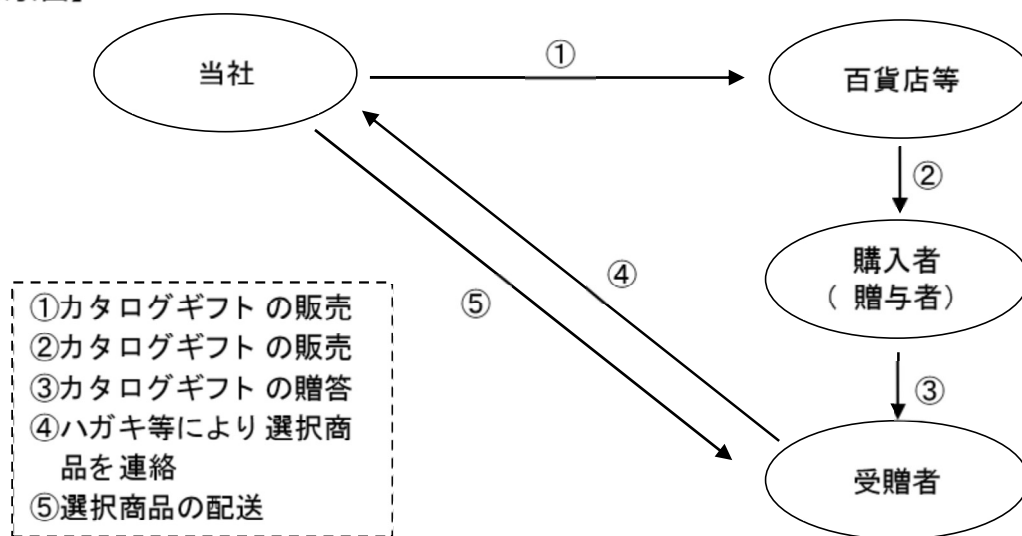 当社
①
百貨店等
②
購入者
（ 贈与者）
④
⑤
③
受贈者
①カタログギフト の販売
②カタログギフト の販売
③カタログギフト の贈答
④ハガキ等により 選択商
品を 連絡
⑤選択商品の配送